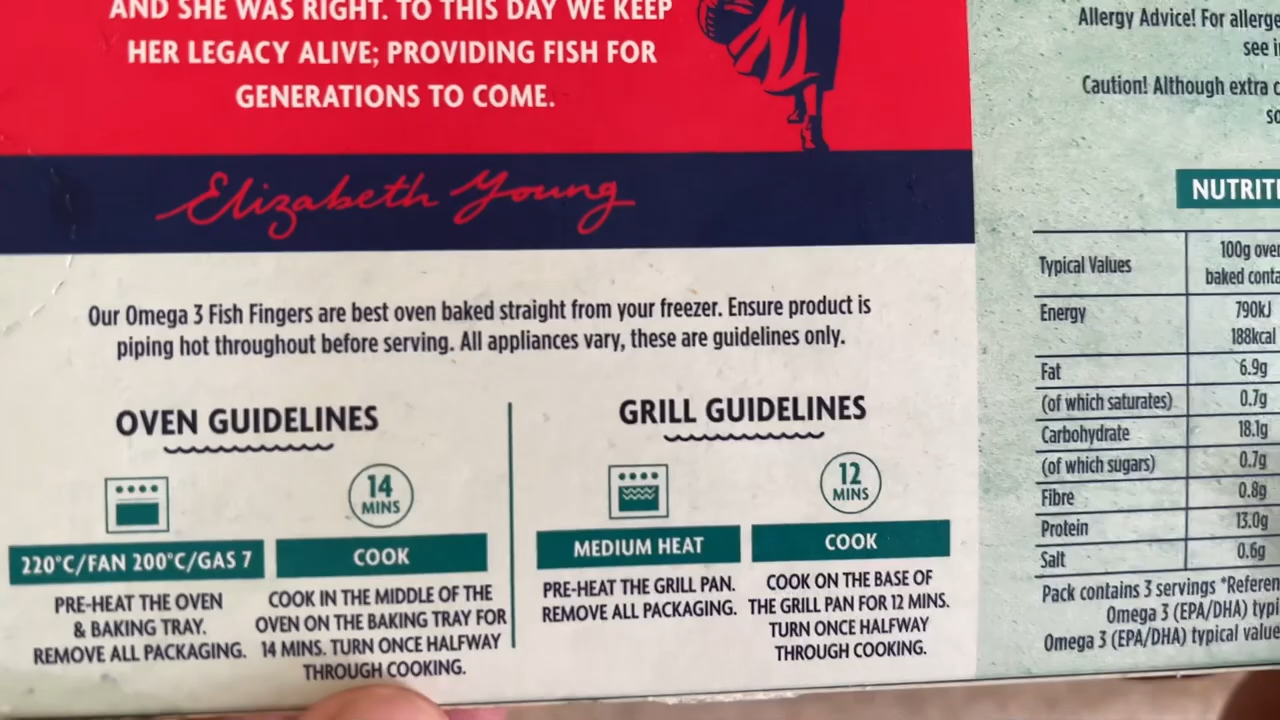 AND SHE WAS RIGHT. TO THIS DAY WE KEEP
HER LEGACY ALIVE; PROVIDING FISH FOR
GENERATIONS TO COME.
Elizabeth Young
Our Omega 3 Fish Fingers are best oven baked straight from your freezer. Ensure product is
piping hot throughout before serving. All appliances vary, these are guidelines only.
OVEN GUIDELINES
14
MINS
220°C/FAN 200°C/GAS 7
COOK
PRE-HEAT THE OVEN
& BAKING TRAY.
REMOVE ALL PACKAGING.
COOK IN THE MIDDLE OF THE
OVEN ON THE BAKING TRAY FOR
14 MINS. TURN ONCE HALFWAY
THROUGH COOKING.
GRILL GUIDELINES
12
MINS
MEDIUM HEAT
COOK
PRE-HEAT THE GRILL PAN.
REMOVE ALL PACKAGING.
COOK ON THE BASE OF
THE GRILL PAN FOR 12 MINS.
TURN ONCE HALFWAY
THROUGH COOKING.
Allergy Advice! For
see
Caution! Although extra
Typical Values 100g
baked
Energy 790kJ
188kcal
Fat 6.9g
(of which saturates) 0.7g
Carbohydrate 18.1g
(of which sugars) 0.7g
Fibre 0.8g
Protein 13.0g
Salt 0.6g
Pack contains 3 servings
Omega 3 (EPA/DHA)
Omega 3 (EPA/DHA) typical